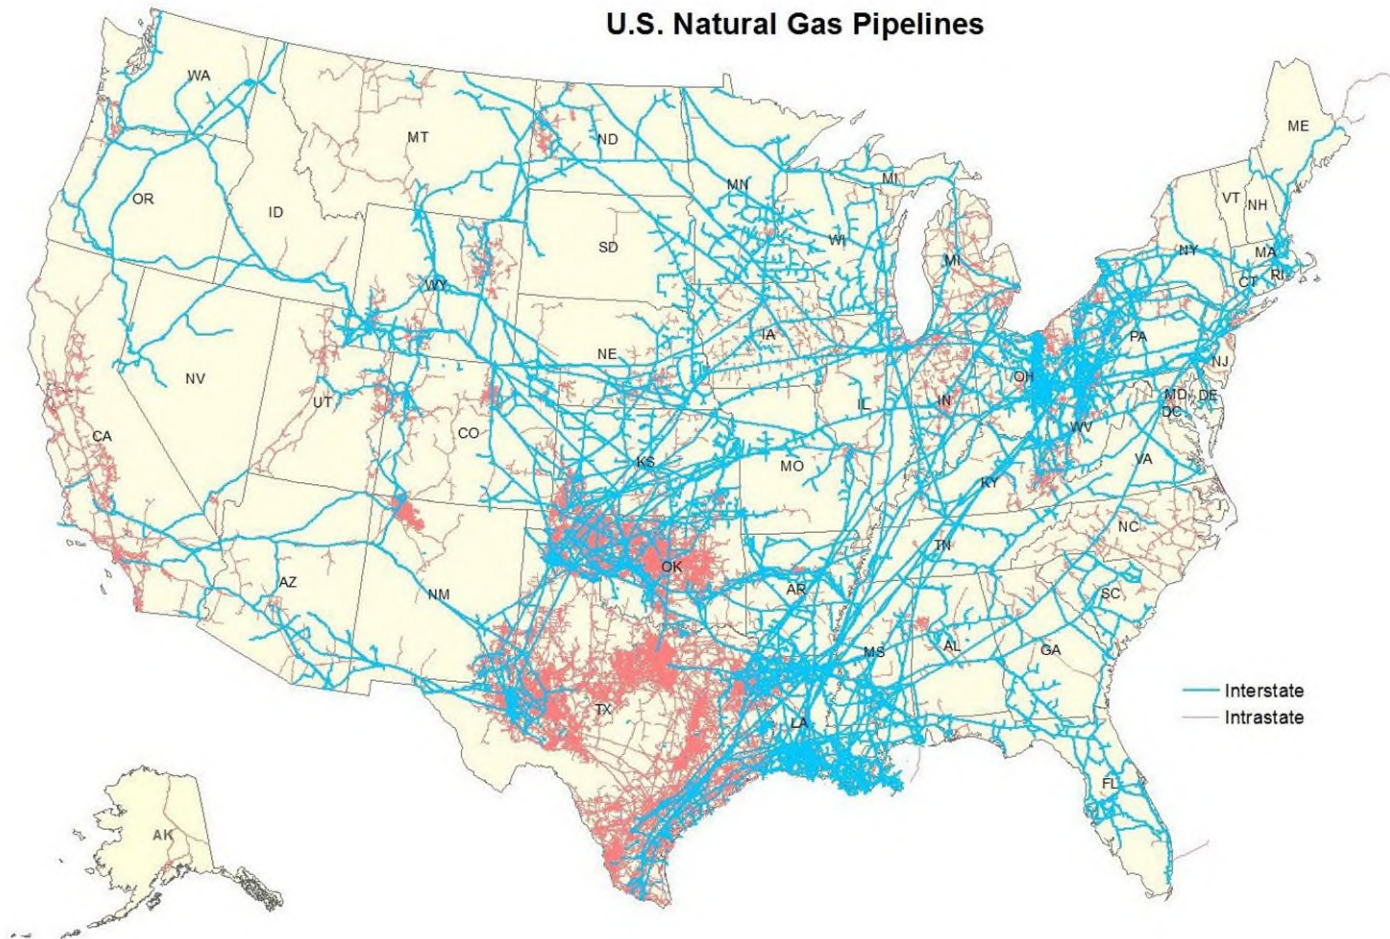 U.S. Natural Gas Pipelines
WA
MT
ND
ME
MN
MI
VT
NH
OR
ID
SD
WI
MI
NY
MA
CT
RI
WY
IA
PA
NE
NV
UT
OH
NJ
IL
IN
MD
DE
DC
CA
CO
WV
KS
MO
VA
KY
NC
TN
OK
AZ
NM
AR
SC
MS
AL
GA
TX
LA
Interstate
Intrastate
FL
AK